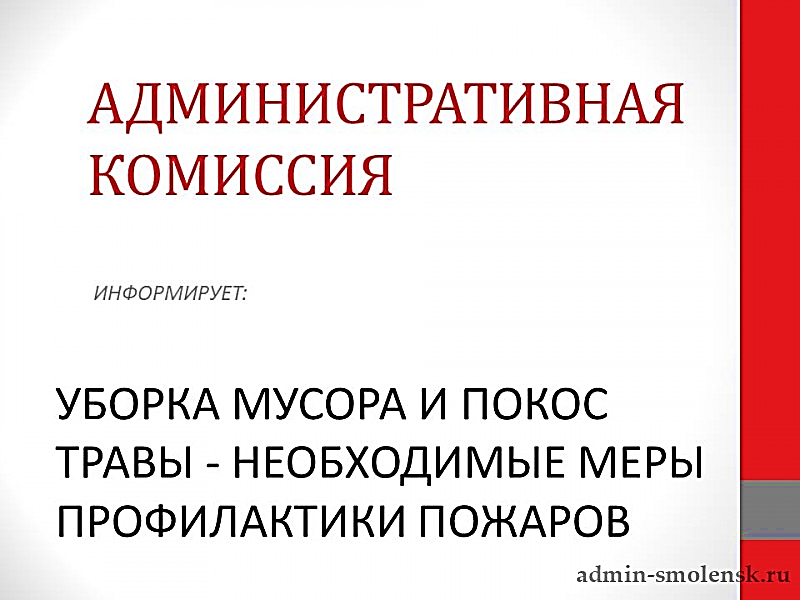 АДМИНИСТРАТИВНАЯ
КОМИССИЯ
ИНФОРМИРУЕТ:
УБОРКА МУСОРА И ПОКОС
ТРАВЫ - НЕОБХОДИМЫЕ МЕРЫ
ПРОФИЛАКТИКИ ПОЖАРОВ
admin-smolensk.ru